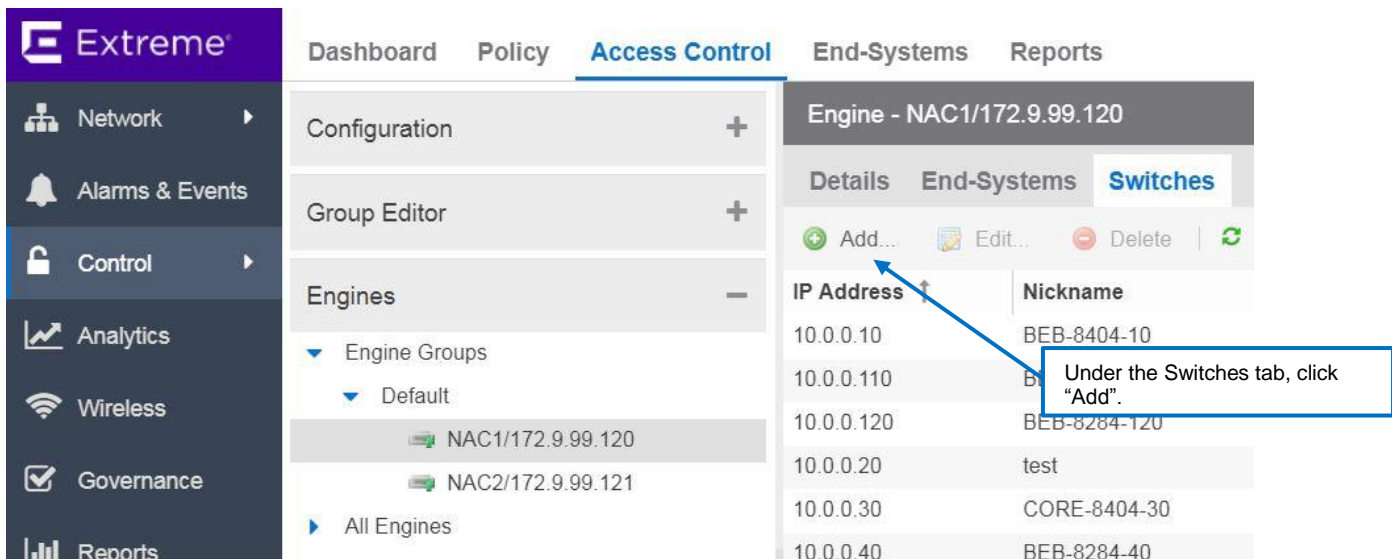 Extreme
Network
Alarms & Events
Control
Analytics
Wireless
Governance
Reports
Dashboard Policy Access Control End-Systems Reports
Configuration
Group Editor
Engines
Engine Groups
Default
NAC1/172.9.99.120
NAC2/172.9.99.121
All Engines
Engine - NAC1/172.9.99.120
Details End-Systems Switches
Add... Edit... Delete
IP Address Nickname
10.0.0.10 BEB-8404-10
10.0.0.110
10.0.0.120 BEB-8284-120
10.0.0.20 test
10.0.0.30 CORE-8404-30
10.0.0.40 BEB-8284-40
Under the Switches tab, click
“Add”.